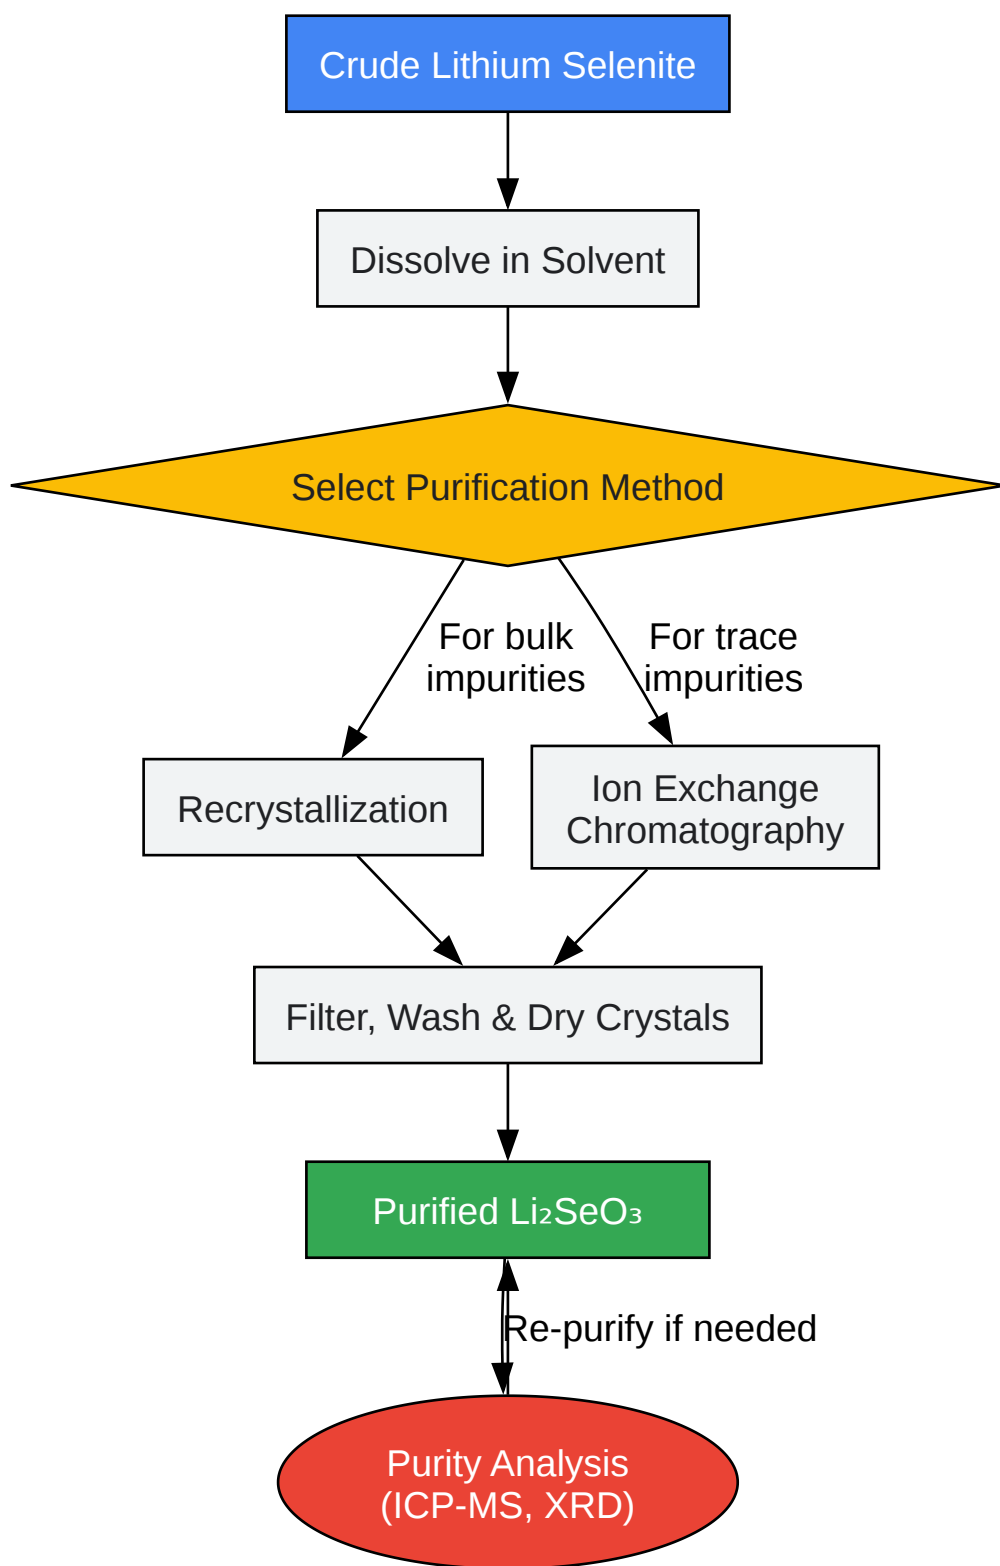 Crude Lithium Selenite
Dissolve in Solvent
Select Purification Method
For bulk
impurities
For trace
impurities
Recrystallization
Ion Exchange
Chromatography
Filter, Wash & Dry Crystals
Purified Li₂SeO₃
Re-purify if needed
Purity Analysis
(ICP-MS, XRD)